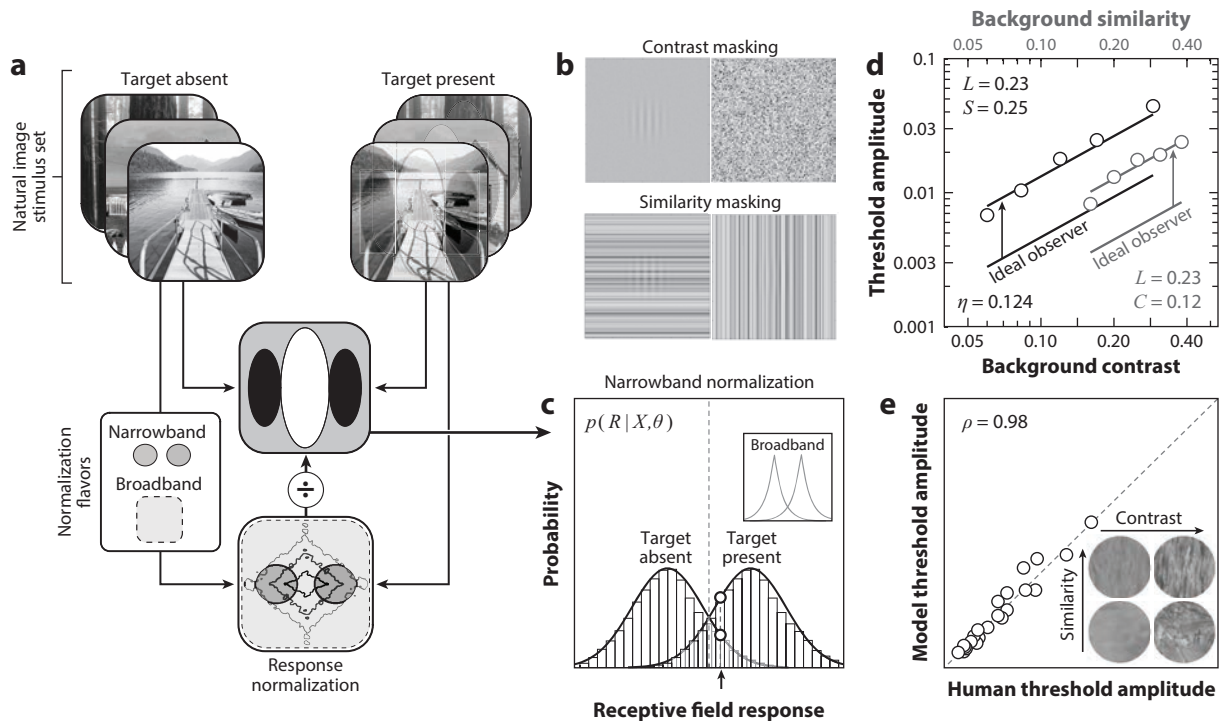 a
Target absent
Target present
Natural image
stimulus set
Normalization
flavors
Narrowband
Broadband
÷
Response
normalization
b
Contrast masking
Similarity masking
c
Narrowband normalization
p(R|X,θ)
Broadband
Target
absent
Target
present
Probability
Receptive field response
d
Background similarity
0.05
0.10
0.20
0.40
0.1
0.03
0.01
0.003
0.001
Threshold amplitude
L = 0.23
S = 0.25
Ideal observer
Ideal observer
η = 0.124
L = 0.23
C = 0.12
0.05
0.10
0.20
0.40
Background contrast
e
ρ = 0.98
Model threshold amplitude
Contrast
Similarity
Human threshold amplitude